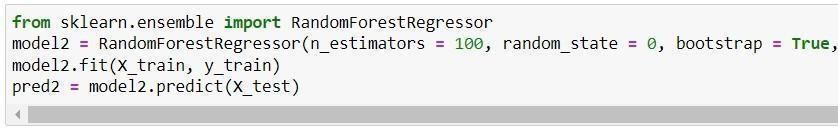 from sklearn.ensemble import RandomForestRegressor
model2 = RandomForestRegressor(n_estimators = 100, random_state = 0, bootstrap = True,
model2.fit(X_train, y_train)
pred2 = model2.predict(X_test)